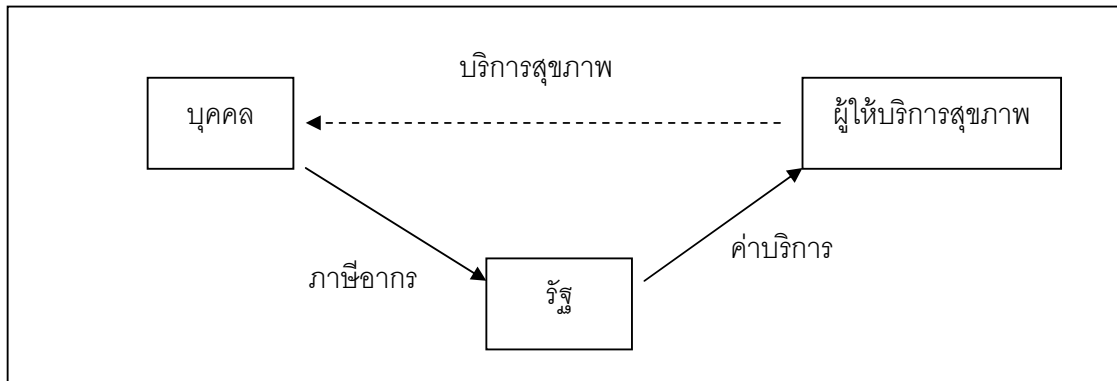 บริการสุขภาพ
บุคคล
ผู้ให้บริการสุขภาพ
ค่าบริการ
ภาษีอากร
รัฐ